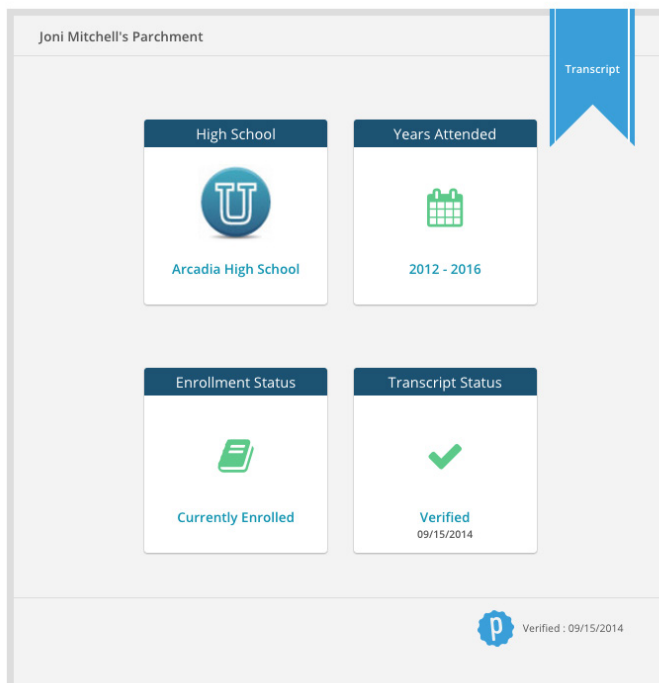 Joni Mitchell's Parchment
Transcript
High School
Years Attended
U
Arcadia High School
2012 - 2016
Enrollment Status
Transcript Status
Currently Enrolled
Verified
09/15/2014
p
Verified : 09/15/2014